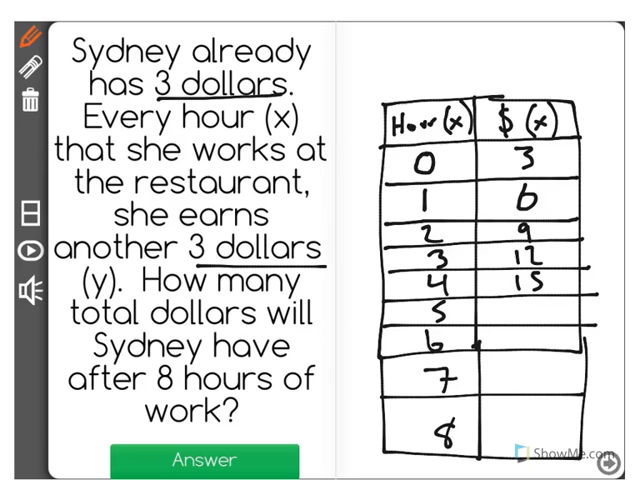 Sydney already
has 3 dollars.
Every hour (x)
that she works at
the restaurant,
she earns
another 3 dollars
(y). How many
total dollars will
Sydney have
after 8 hours of
work?
Answer
Hour (x) $ (x)
0 3
1 6
2 9
3 12
4 15
5
6
7
8
ShowMe.com